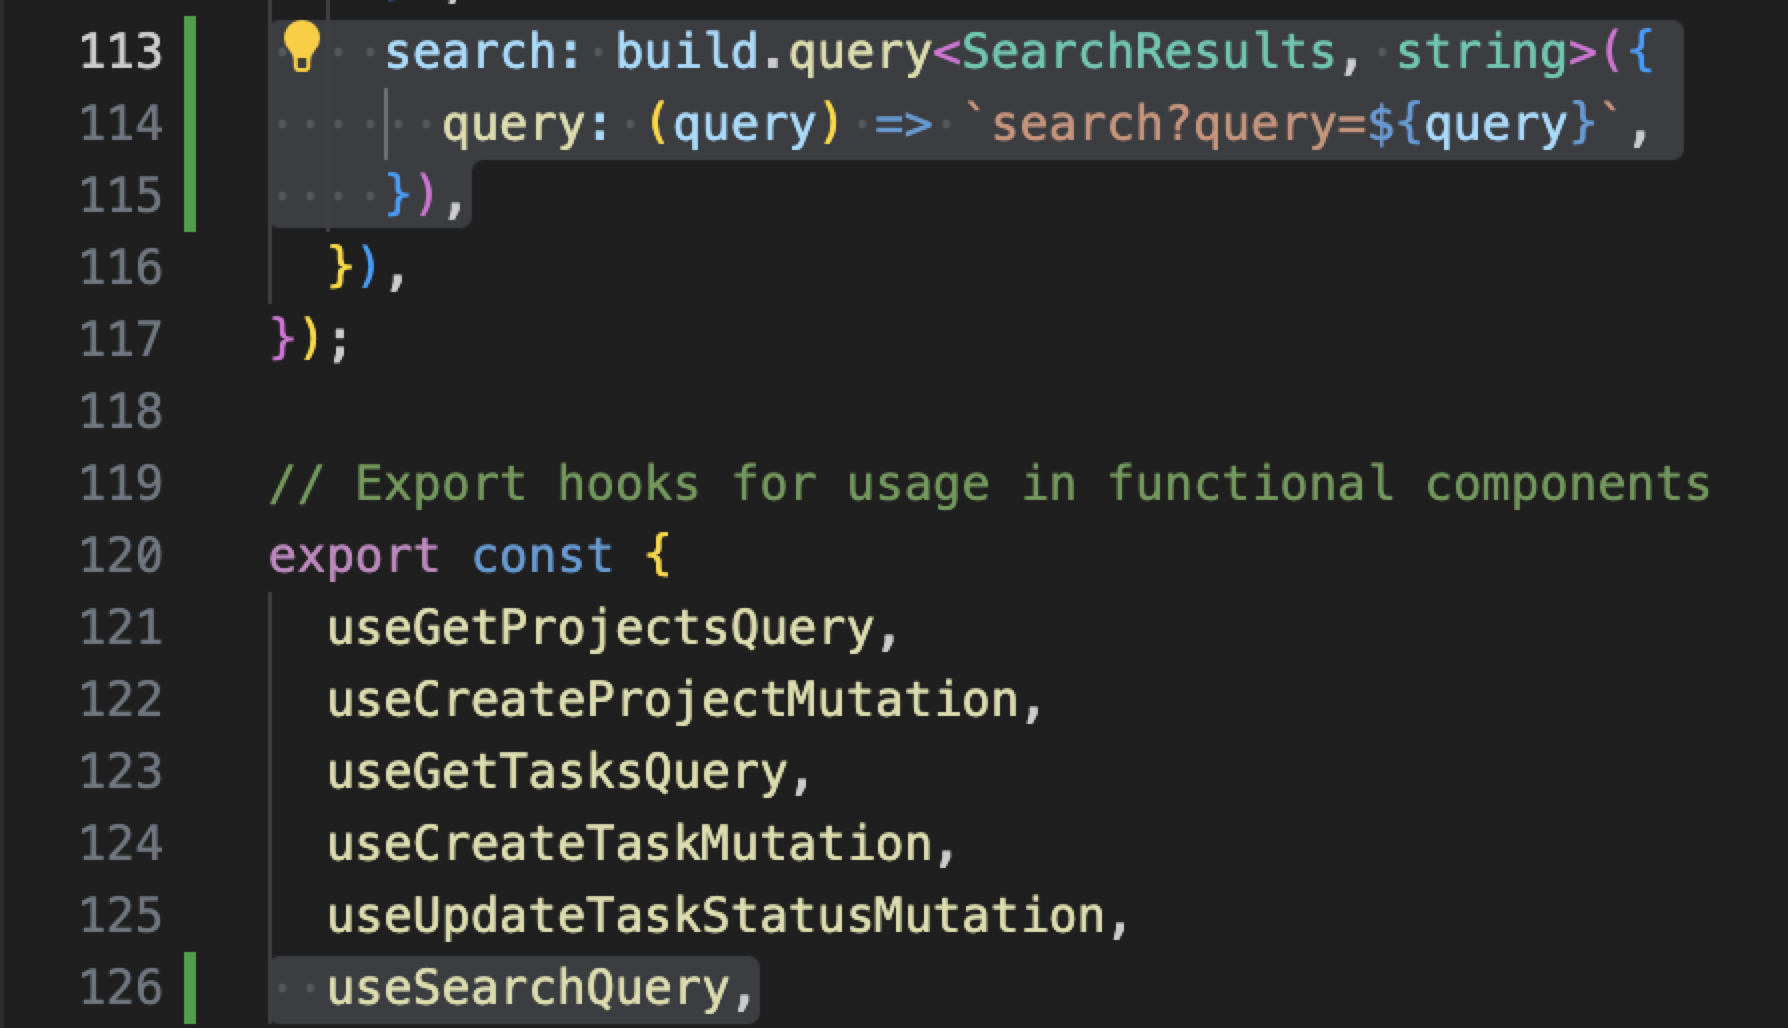 113 search: build.query<SearchResults, string>({
114 query: (query) => `search?query=${query}`,
115 }),
116 }),
117 });
118
119 // Export hooks for usage in functional components
120 export const {
121 useGetProjectsQuery,
122 useCreateProjectMutation,
123 useGetTasksQuery,
124 useCreateTaskMutation,
125 useUpdateTaskStatusMutation,
126 useSearchQuery,